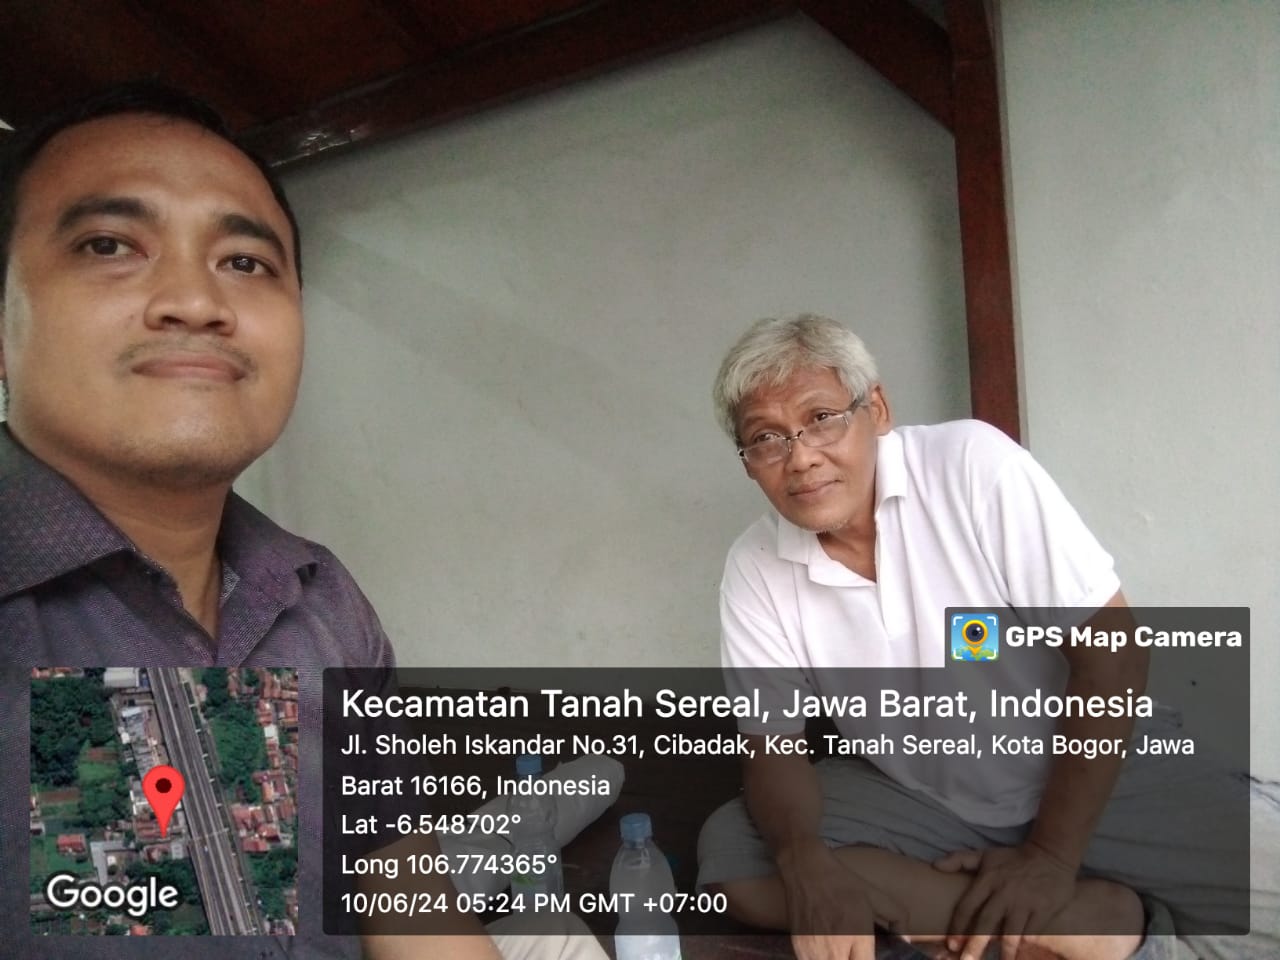 GPS Map Camera
Kecamatan Tanah Sereal, Jawa Barat, Indonesia
Jl. Sholeh Iskandar No.31, Cibadak, Kec. Tanah Sereal, Kota Bogor, Jawa
Barat 16166, Indonesia
Lat -6.548702°
Long 106.774365°
10/06/24 05:24 PM GMT +07:00
Google